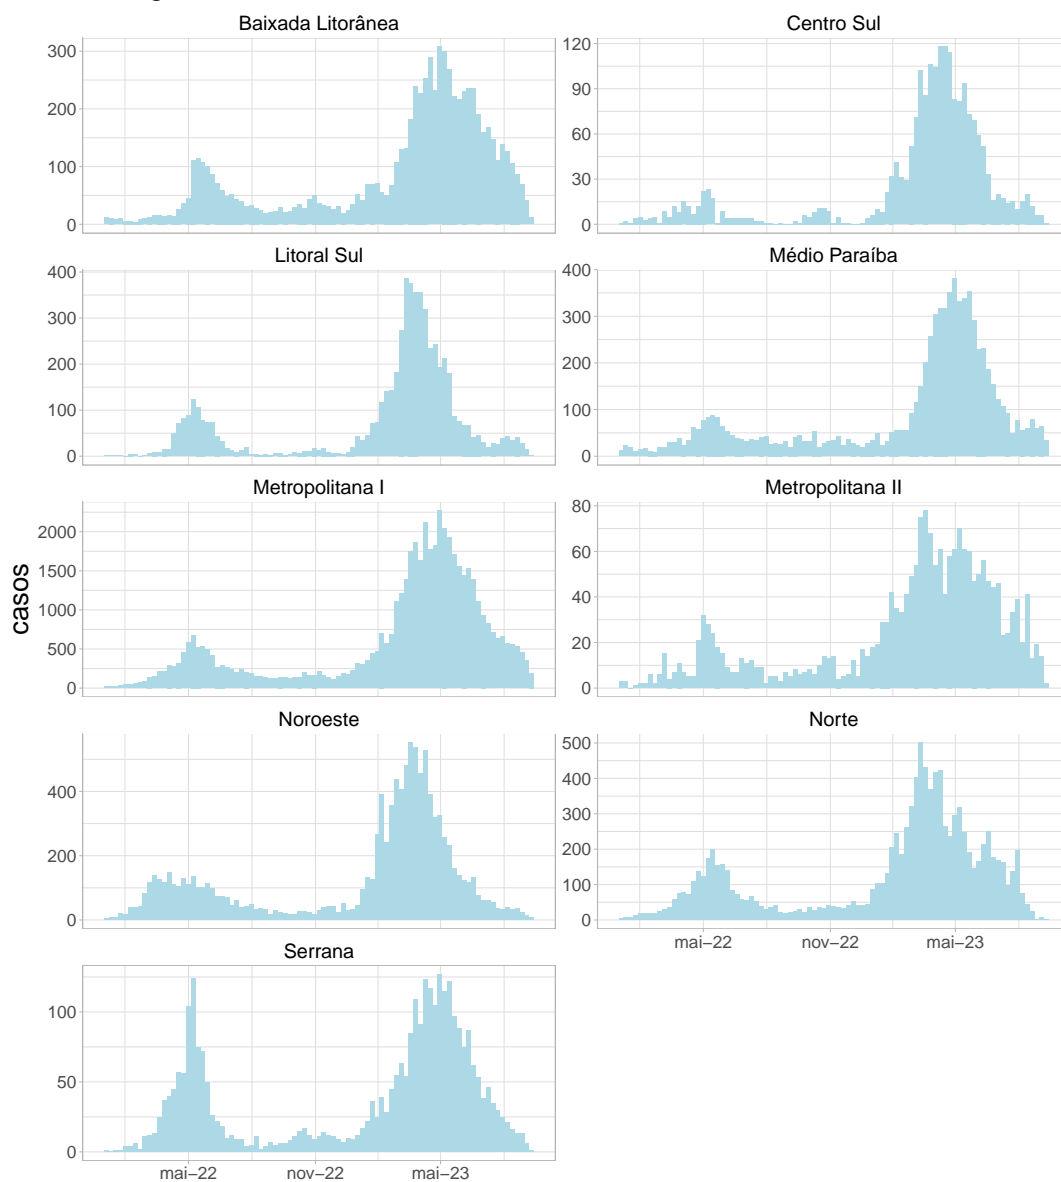 Baixada Litorânea
Centro Sul
300
200
100
0
120
90
60
30
0
Litoral Sul
Médio Paraíba
400
300
200
100
0
400
300
200
100
0
Metropolitana I
Metropolitana II
2000
1500
1000
500
0
80
60
40
20
0
casos
Noroeste
Norte
400
200
0
500
400
300
200
100
0
mai−22
nov−22
mai−23
Serrana
100
50
0
mai−22
nov−22
mai−23